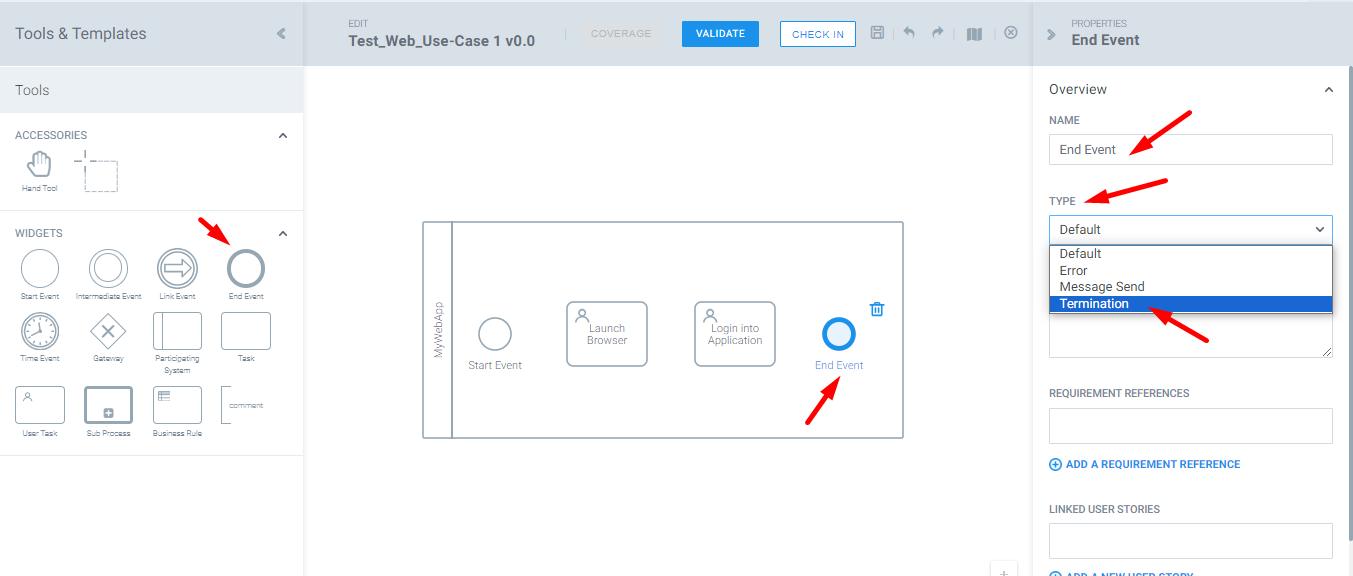 Tools & Templates
EDIT
Test_Web_Use-Case 1 v0.0
COVERAGE
VALIDATE
CHECK IN
PROPERTIES
End Event
Tools
ACCESSORIES
Hand Tool
WIDGETS
Start Event
Intermediate Event
Link Event
End Event
Time Event
Gateway
Participating
System
Task
User Task
Sub Process
Business Rule
comment
MyWebApp
Start Event
Launch
Browser
Login into
Application
End Event
Overview
NAME
End Event
TYPE
Default
Default
Error
Message Send
Termination
REQUIREMENT REFERENCES
ADD A REQUIREMENT REFERENCE
LINKED USER STORIES
ADD A NEW USER STORY